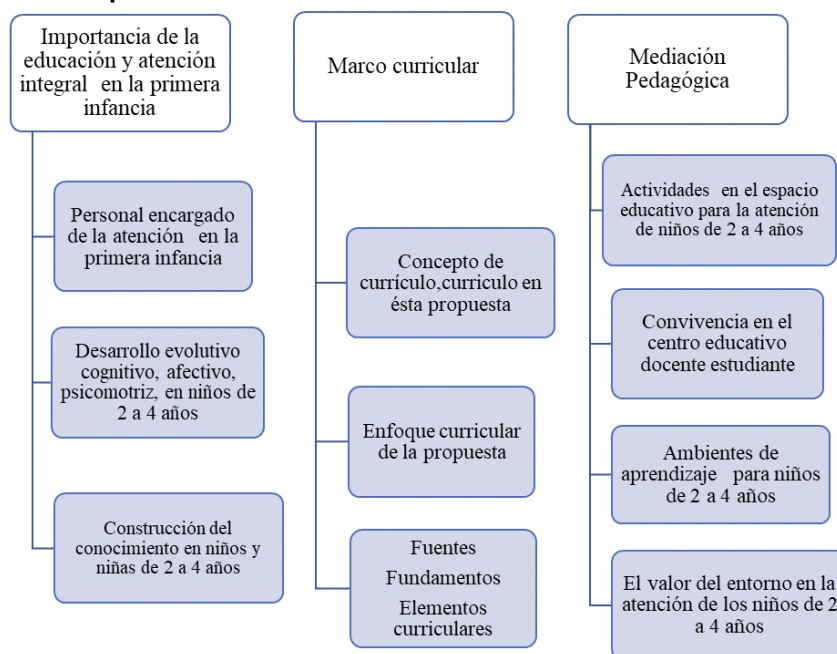 Importancia de la
educación y atención
integral en la primera
infancia
Personal encargado
de la atención en la
primera infancia
Desarrollo evolutivo
cognitivo, afectivo,
psicomotriz, en niños de
2 a 4 años
Construcción del
conocimiento en niños y
niñas de 2 a 4 años
Marco curricular
Concepto de
currículo,curriculo en
ésta propuesta
Enfoque curricular
de la propuesta
Fuentes
Fundamentos
Elementos
curriculares
Mediación
Pedagógica
Actividades en el espacio
educativo para la atención
de niños de 2 a 4 años
Convivencia en el
centro educativo
docente estudiante
Ambientes de
aprendizaje para niños
de 2 a 4 años
El valor del entorno en la
atención de los niños de 2
a 4 años